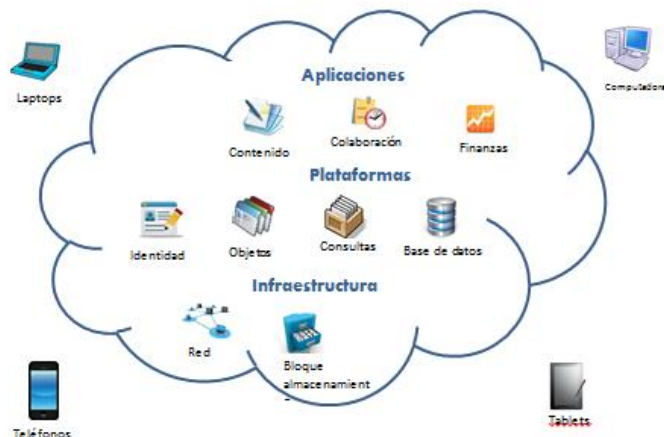 Aplicaciones
Laptops
Computadora
Contenido
Colaboración
Finanzas
Plataformas
Identidad
Objetos
Consultas
Base de datos
Infraestructura
Red
Bloque
almacenamient
Teléfonos
Tablets